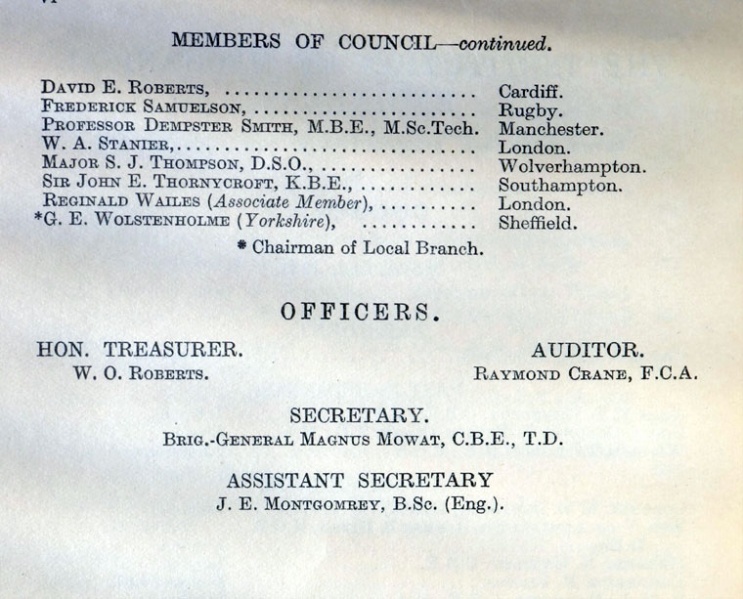 MEMBERS OF COUNCIL—continued.
DAVID E. ROBERTS, ............................ Cardiff.
FREDERICK SAMUELSON, ......................... Rugby.
PROFESSOR DEMPSTER SMITH, M.B.E., M.Sc.Tech. Manchester.
W. A. STANIER,................................ London.
MAJOR S. J. THOMPSON, D.S.O., ................ Wolverhampton.
SIR JOHN E. THORNYCROFT, K.B.E., ............ Southampton.
REGINALD WAILES (Associate Member), .......... London.
*G. E. WOLSTENHOLME (Yorkshire), ............ Sheffield.
* Chairman of Local Branch.
OFFICERS.
HON. TREASURER. AUDITOR.
W. O. ROBERTS. RAYMOND CRANE, F.C.A.
SECRETARY.
BRIG.-GENERAL MAGNUS MOWAT, C.B.E., T.D.
ASSISTANT SECRETARY
J. E. MONTGOMREY, B.Sc. (Eng.).